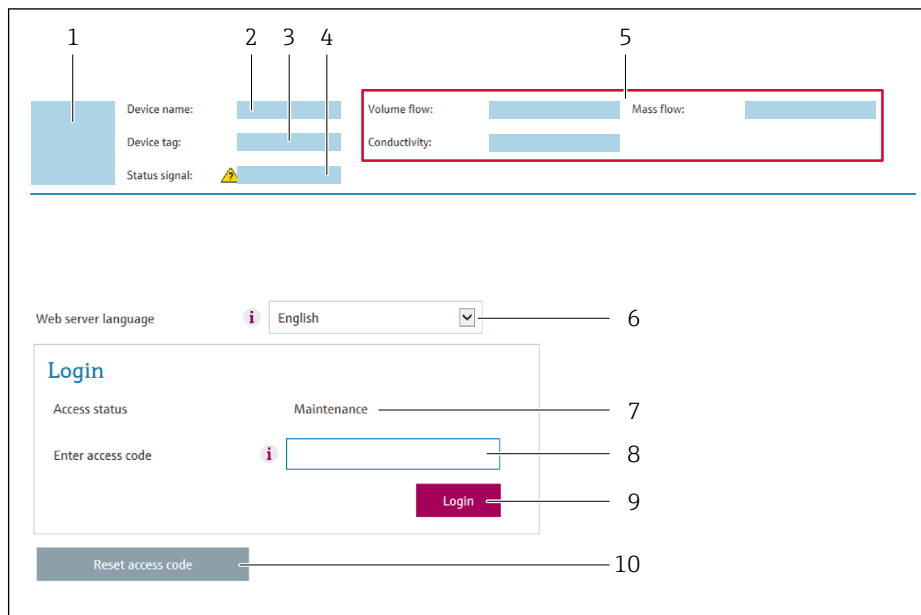 1 2 3 4 5
Device name: Volume flow: Mass flow:
Device tag: Conductivity:
Status signal: ?
Web server language i English 6
Login
Access status Maintenance 7
Enter access code i 8
Login 9
Reset access code 10